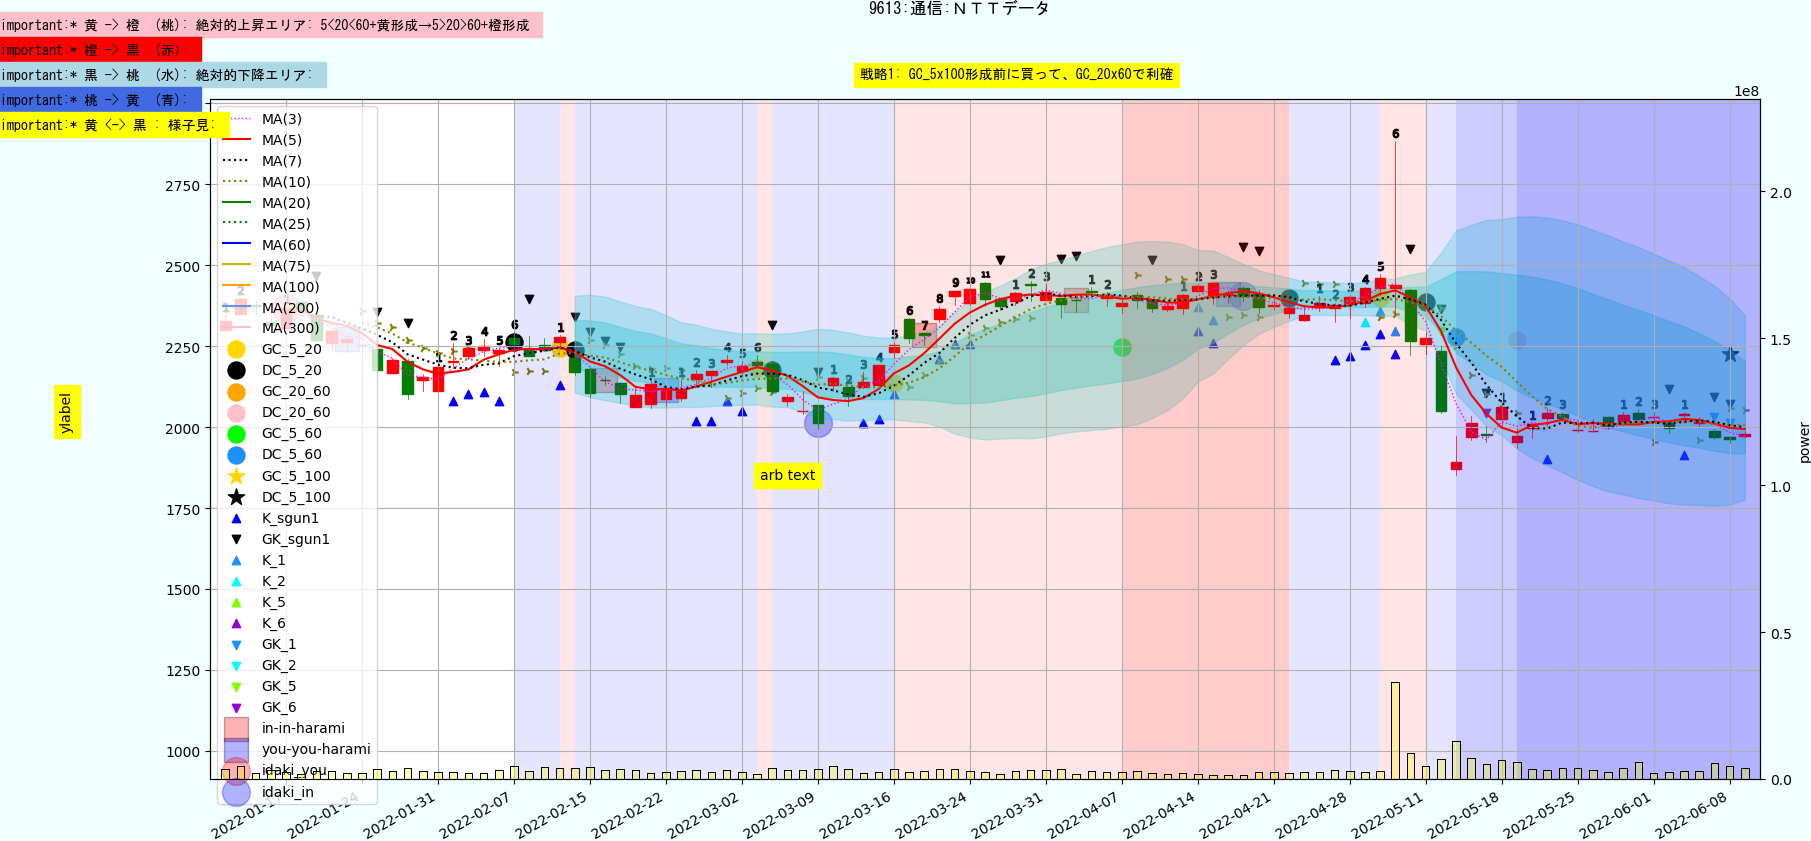 9613:通信:ＮＴＴデータ
important:* 黄 -> 橙 （桃）: 絶対的上昇エリア: 5<20<60+黄形成→5>20>60+橙形成
important:* 橙 -> 黒 （赤）:
important:* 黒 -> 桃 （水）: 絶対的下降エリア:
important:* 桃 -> 黄 （青）:
important:* 黄 <-> 黒 : 様子見:
戦略1: GC_5x100形成前に買って、GC_20x60で利確
1e8
MA(3)
MA(5)
MA(7)
MA(10)
MA(20)
MA(25)
MA(60)
MA(75)
MA(100)
MA(200)
MA(300)
GC_5_20
DC_5_20
GC_20_60
DC_20_60
GC_5_60
DC_5_60
GC_5_100
DC_5_100
K_sgun1
GK_sgun1
K_1
K_2
K_5
K_6
GK_1
GK_2
GK_5
GK_6
in-in-harami
you-you-harami
idaki_you
idaki_in
2750
2500
2250
2000
1750
1500
1250
1000
ylabel
arb text
2.0
1.5
1.0
0.5
0.0
power
2022-01-17
2022-01-24
2022-01-31
2022-02-07
2022-02-15
2022-02-22
2022-03-02
2022-03-09
2022-03-16
2022-03-24
2022-03-31
2022-04-07
2022-04-14
2022-04-21
2022-04-28
2022-05-11
2022-05-18
2022-05-25
2022-06-01
2022-06-08